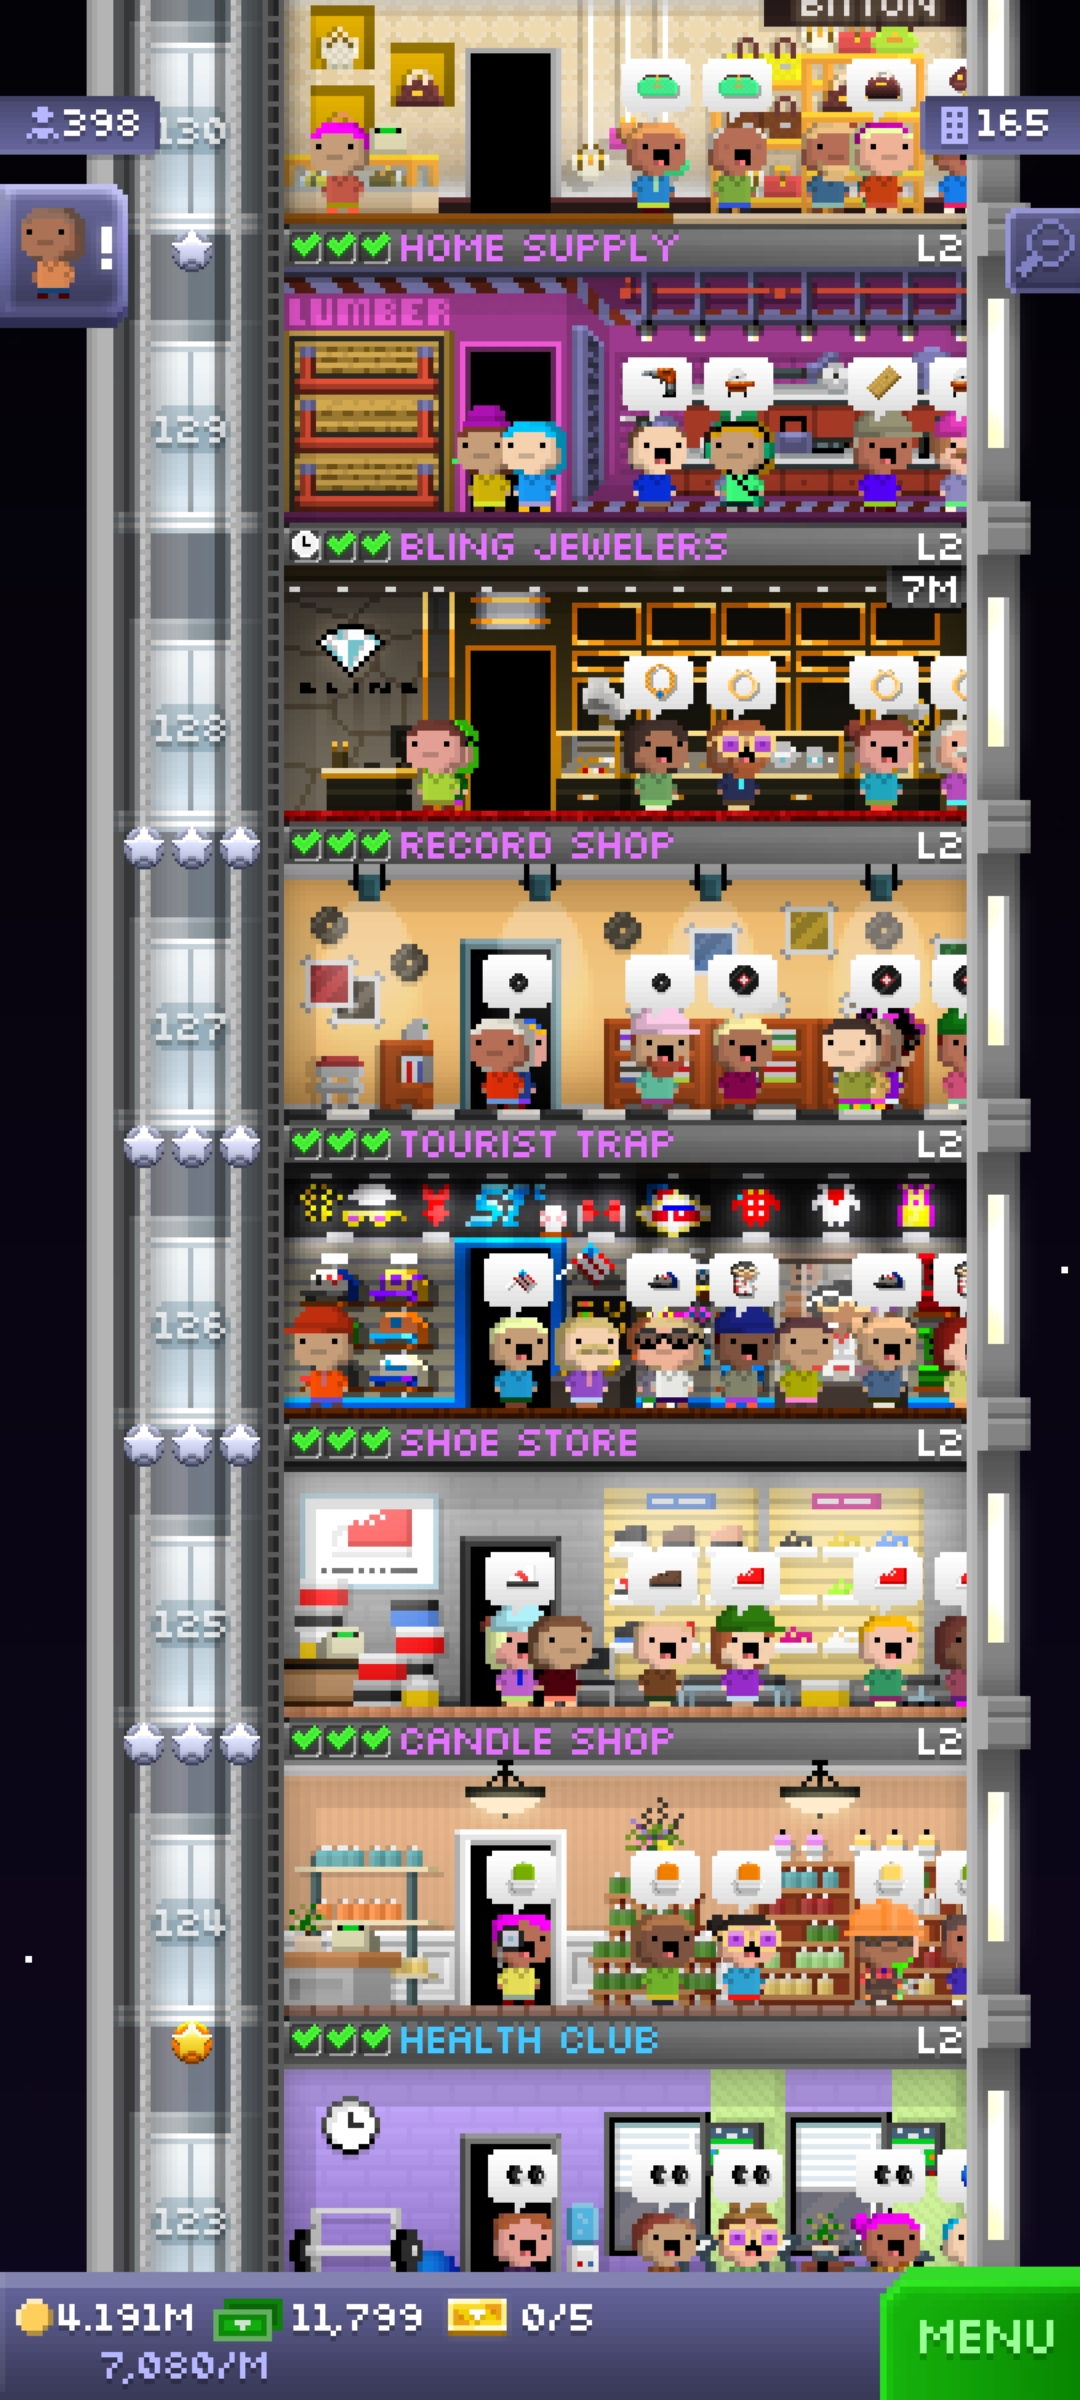 BITTON
398
130
165
!
HOME SUPPLY L2
LUMBER
129
BLING JEWELERS L2
7M
BLING
128
RECORD SHOP L2
127
TOURIST TRAP L2
126
SHOE STORE L2
125
CANDLE SHOP L2
124
HEALTH CLUB L2
123
4.191M 11,799 0/5
7,080/M
MENU